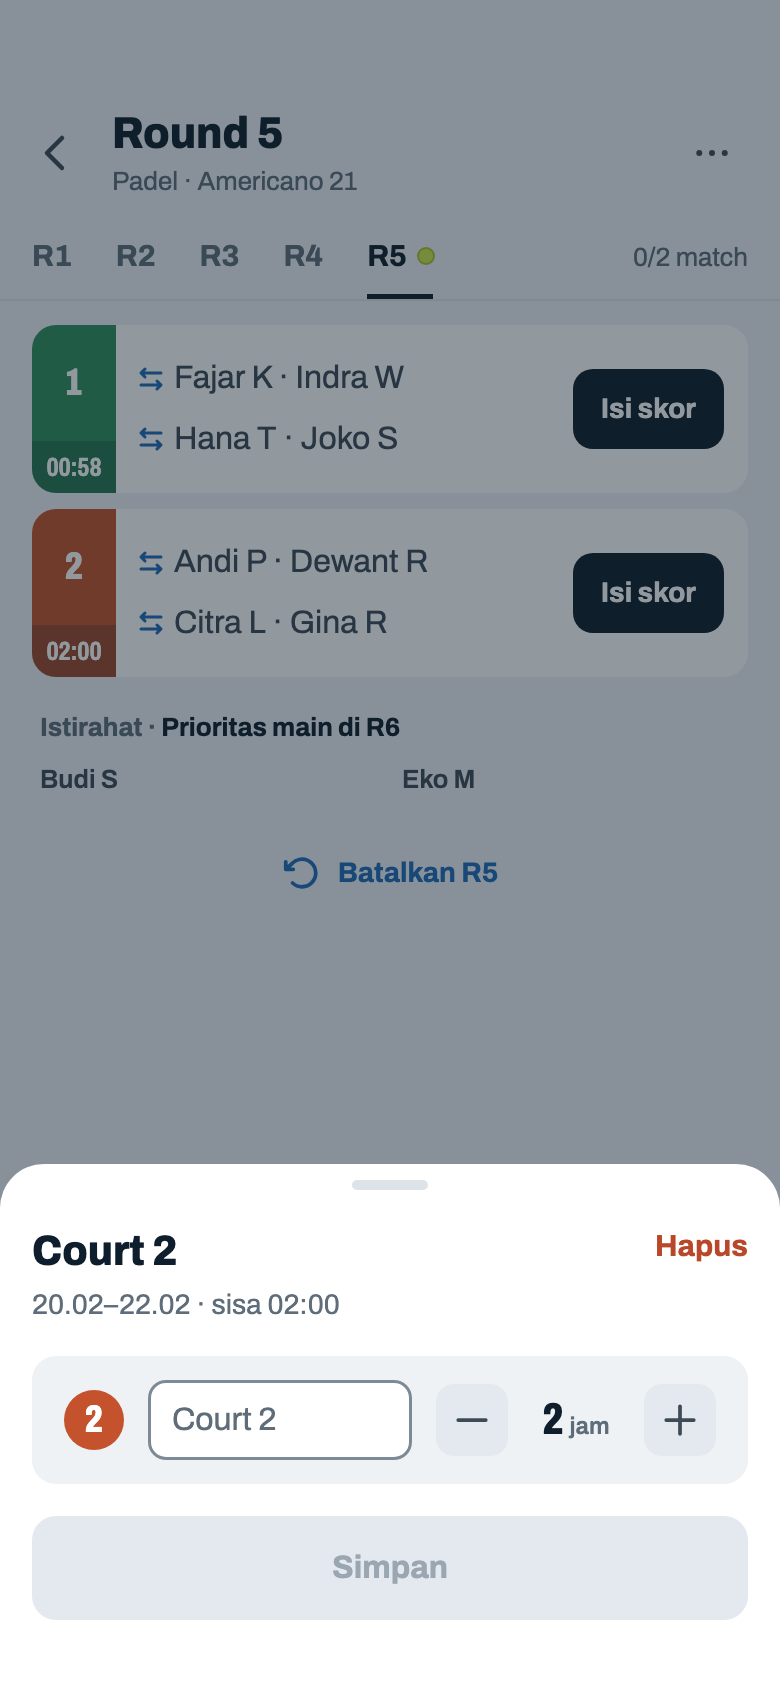 Round 5
Padel · Americano 21
R1 R2 R3 R4 R5 0/2 match
1
00:58
Fajar K · Indra W
Hana T · Joko S
Isi skor
2
02:00
Andi P · Dewant R
Citra L · Gina R
Isi skor
Istirahat · Prioritas main di R6
Budi S Eko M
Batalkan R5
Court 2 Hapus
20.02–22.02 · sisa 02:00
2 Court 2 2 jam
Simpan